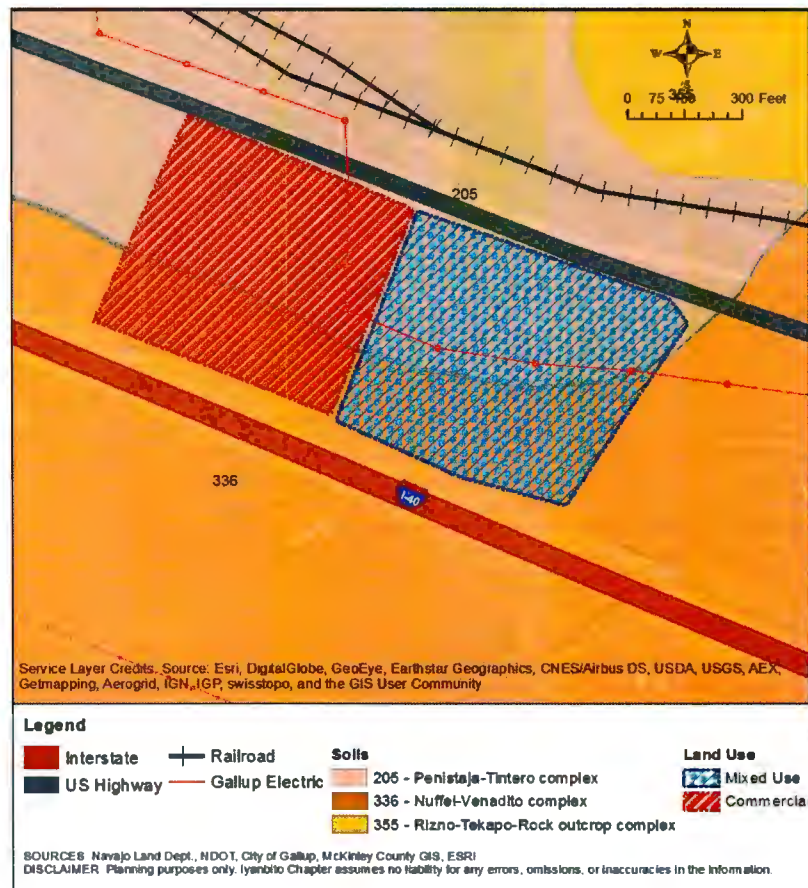 N
W E
S
355
0 75 150 300 Feet
205
336
I-40
Service Layer Credits. Source: Esri, DigitalGlobe, GeoEye, Earthstar Geographics, CNES/Airbus DS, USDA, USGS, AEX,
Getmapping, Aerogrid, IGN, IGP, swisstopo, and the GIS User Community
Legend
Interstate
US Highway
Railroad
Gallup Electric
Soils
205 - Penistaja-Tintero complex
336 - Nuffel-Venadito complex
355 - Rizno-Tekapo-Rock outcrop complex
Land Use
Mixed Use
Commercia
SOURCES Navajo Land Dept., NDOT, City of Gallup, McKinley County GIS, ESRI
DISCLAIMER Planning purposes only. Iyanbito Chapter assumes no liability for any errors, omissions, or inaccuracies in the information.